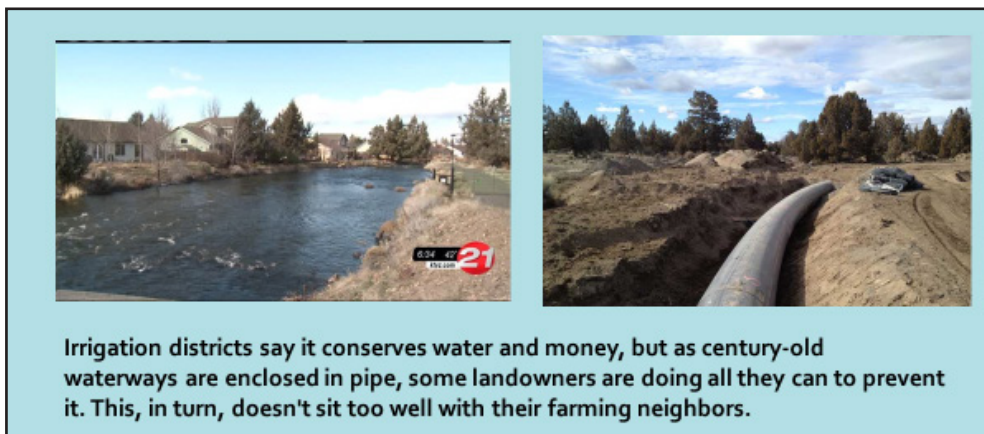 6:34 42°
21
Irrigation districts say it conserves water and money, but as century-old
waterways are enclosed in pipe, some landowners are doing all they can to prevent
it. This, in turn, doesn't sit too well with their farming neighbors.